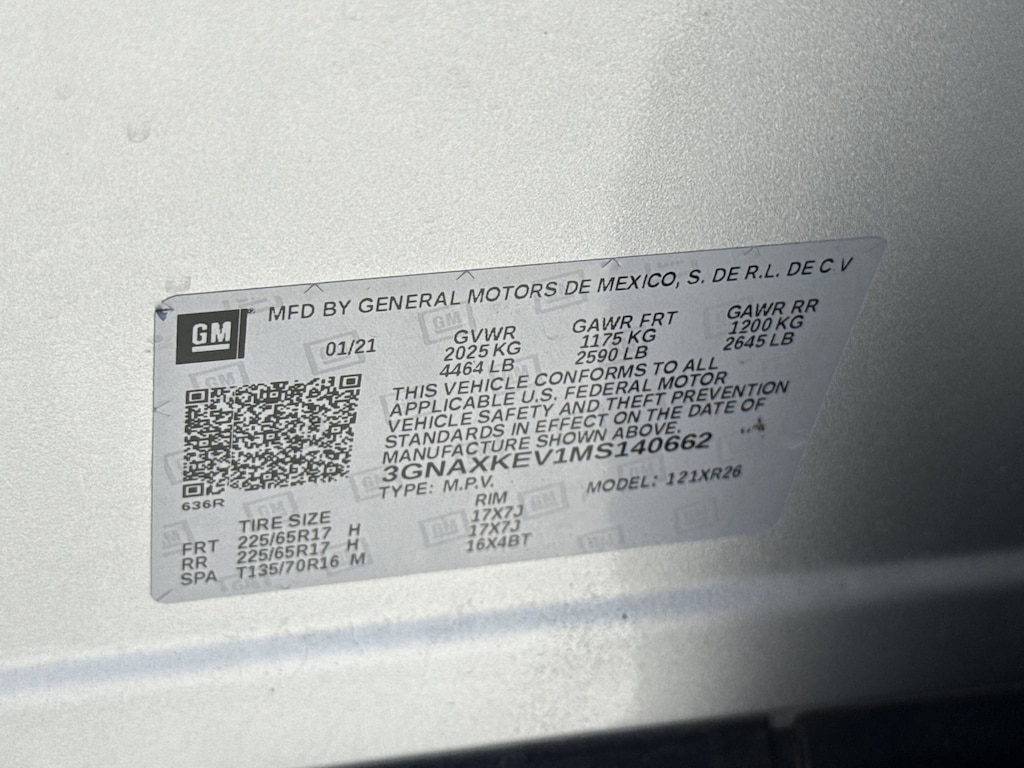 GM
MFD BY GENERAL MOTORS DE MEXICO, S. DE R.L. DE C V
01/21
GVWR
2025 KG
4464 LB
GAWR FRT
1175 KG
2590 LB
GAWR RR
1200 KG
2645 LB
THIS VEHICLE CONFORMS TO ALL
APPLICABLE U.S. FEDERAL MOTOR
VEHICLE SAFETY AND THEFT PREVENTION
STANDARDS IN EFFECT ON THE DATE OF
MANUFACTURE SHOWN ABOVE.
3GNAXKEV1MS140662
TYPE: M.P.V. MODEL: 121XR26
636R
TIRE SIZE RIM
FRT 225/65R17 H 17X7J
RR 225/65R17 H 17X7J
SPA T135/70R16 M 16X4BT